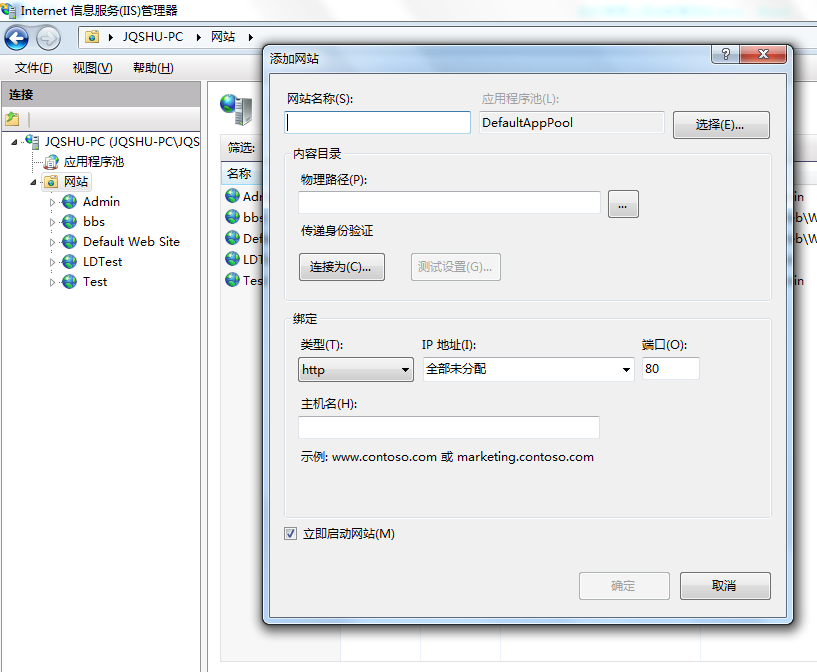 Internet 信息服务(IIS)管理器
JQSHU-PC 网站
文件(F) 视图(V) 帮助(H)
连接
JQSHU-PC (JQSHU-PC\JQS
应用程序池
网站
Admin
bbs
Default Web Site
LDTest
Test
筛选:
名称
Adr
bbs
Def
LDT
Tes
添加网站
网站名称(S):
应用程序池(L):
DefaultAppPool
选择(E)...
内容目录
物理路径(P):
...
传递身份验证
连接为(C)...
测试设置(G)...
绑定
类型(T):
IP 地址(I):
端口(O):
http
全部未分配
80
主机名(H):
示例: www.contoso.com 或 marketing.contoso.com
立即启动网站(M)
确定
取消
in
b\W
b\W
in